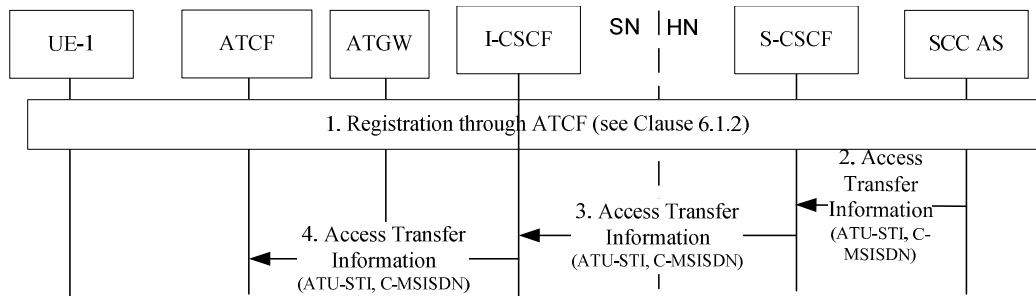 SN HN
UE-1
ATCF
ATGW
I-CSCF
S-CSCF
SCC AS
1. Registration through ATCF (see Clause 6.1.2)
2. Access
Transfer
Information
(ATU-STI, C-
MSISDN)
3. Access Transfer
Information
(ATU-STI, C-MSISDN)
4. Access Transfer
Information
(ATU-STI, C-MSISDN)